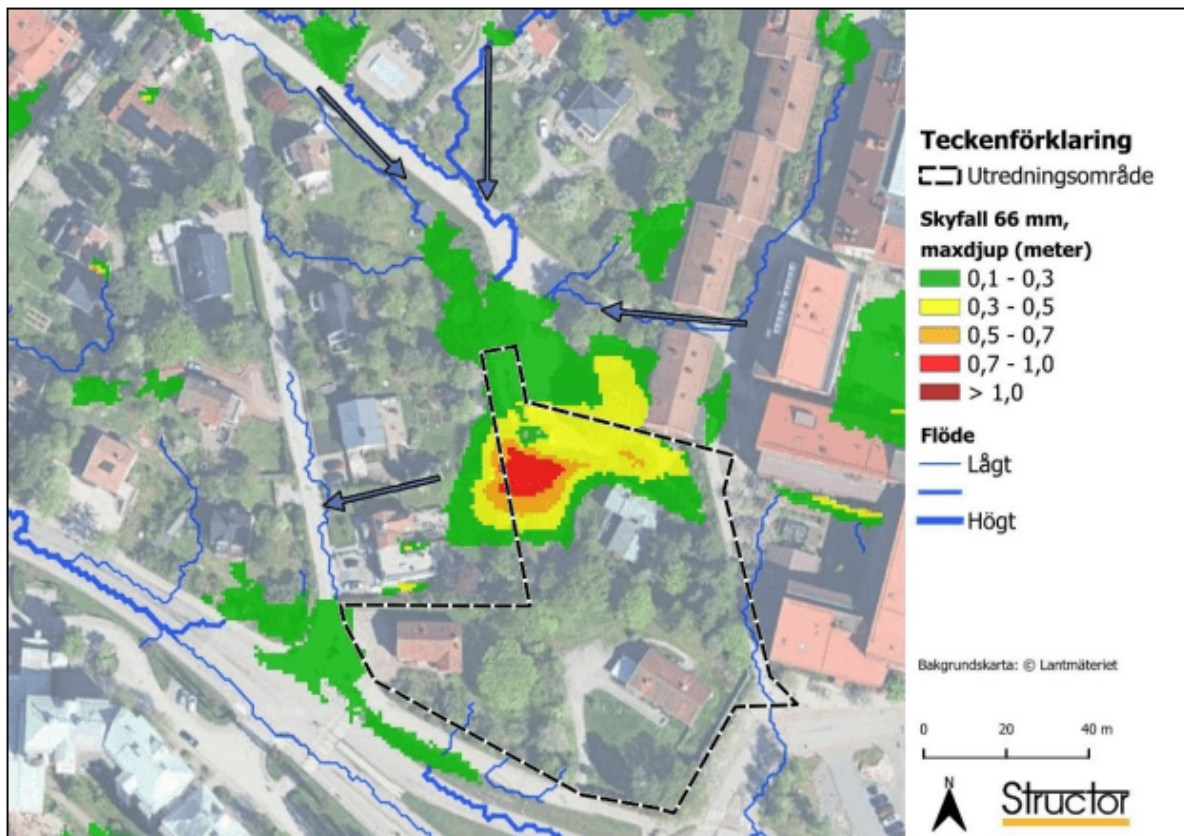 Teckenförklaring
Utredningsområde
Skyfall 66 mm,
maxdjup (meter)
0,1 - 0,3
0,3 - 0,5
0,5 - 0,7
0,7 - 1,0
> 1,0
Flöde
Lågt
Högt
Bakgrundskarta: © Lantmäteriet
0 20 40 m
N
Structor